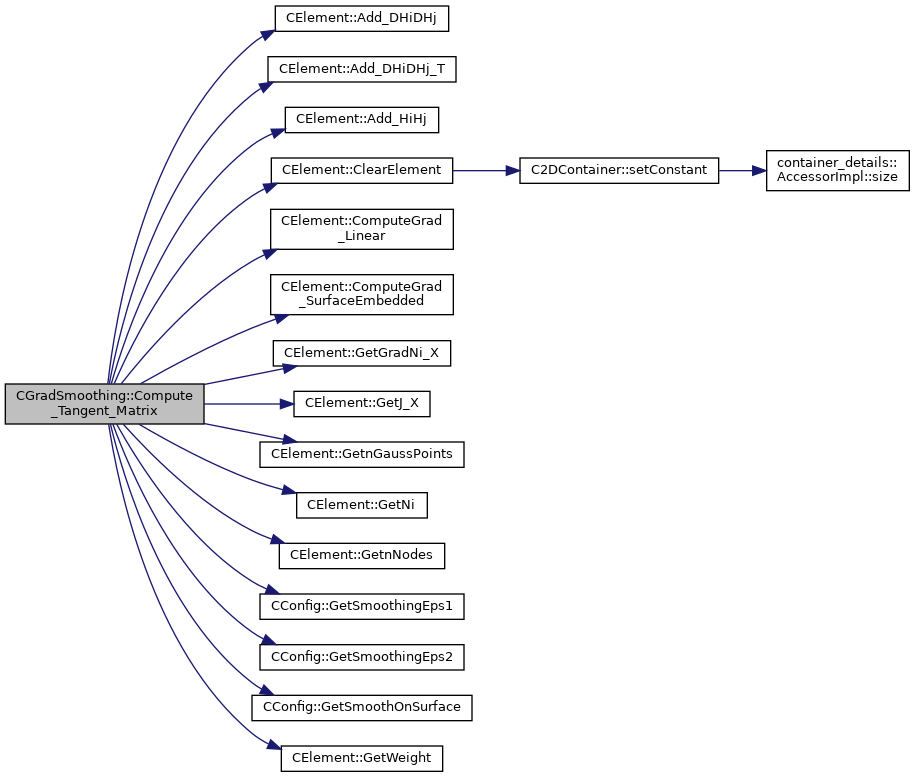 CElement::Add_DHiDHj
CElement::Add_DHiDHj_T
CElement::Add_HiHj
CElement::ClearElement
C2DContainer::setConstant
container_details::
AccessorImpl::size
CElement::ComputeGrad
_Linear
CElement::ComputeGrad
_SurfaceEmbedded
CElement::GetGradNi_X
CGradSmoothing::Compute
_Tangent_Matrix
CElement::GetJ_X
CElement::GetnGaussPoints
CElement::GetNi
CElement::GetnNodes
CConfig::GetSmoothingEps1
CConfig::GetSmoothingEps2
CConfig::GetSmoothOnSurface
CElement::GetWeight